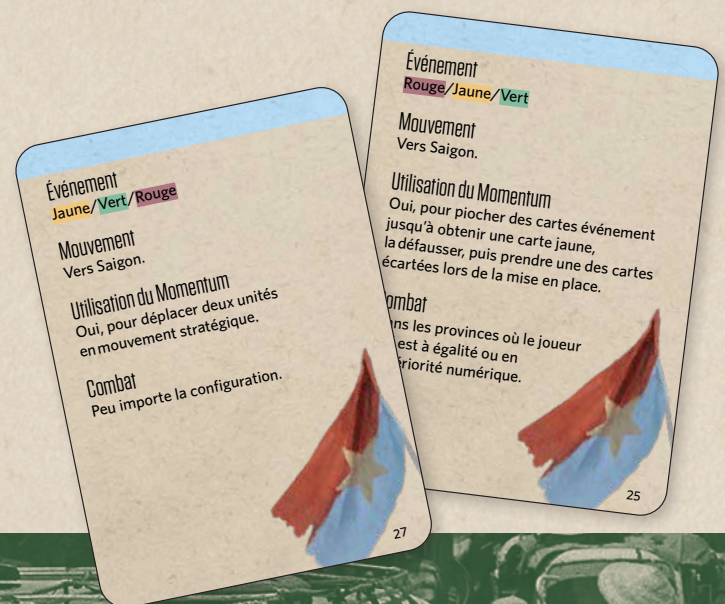 Événement
Jaune/Vert/Rouge
Mouvement
Vers Saigon.
Utilisation du Momentum
Oui, pour déplacer deux unités
en mouvement stratégique.
Combat
Peu importe la configuration.
27
Événement
Rouge/Jaune/Vert
Mouvement
Vers Saigon.
Utilisation du Momentum
Oui, pour piocher des cartes événement
jusqu'à obtenir une carte jaune,
la défausser, puis prendre une des cartes
écartées lors de la mise en place.
ombat
ns les provinces où le joueur
est à égalité ou en
ériorité numérique.
25